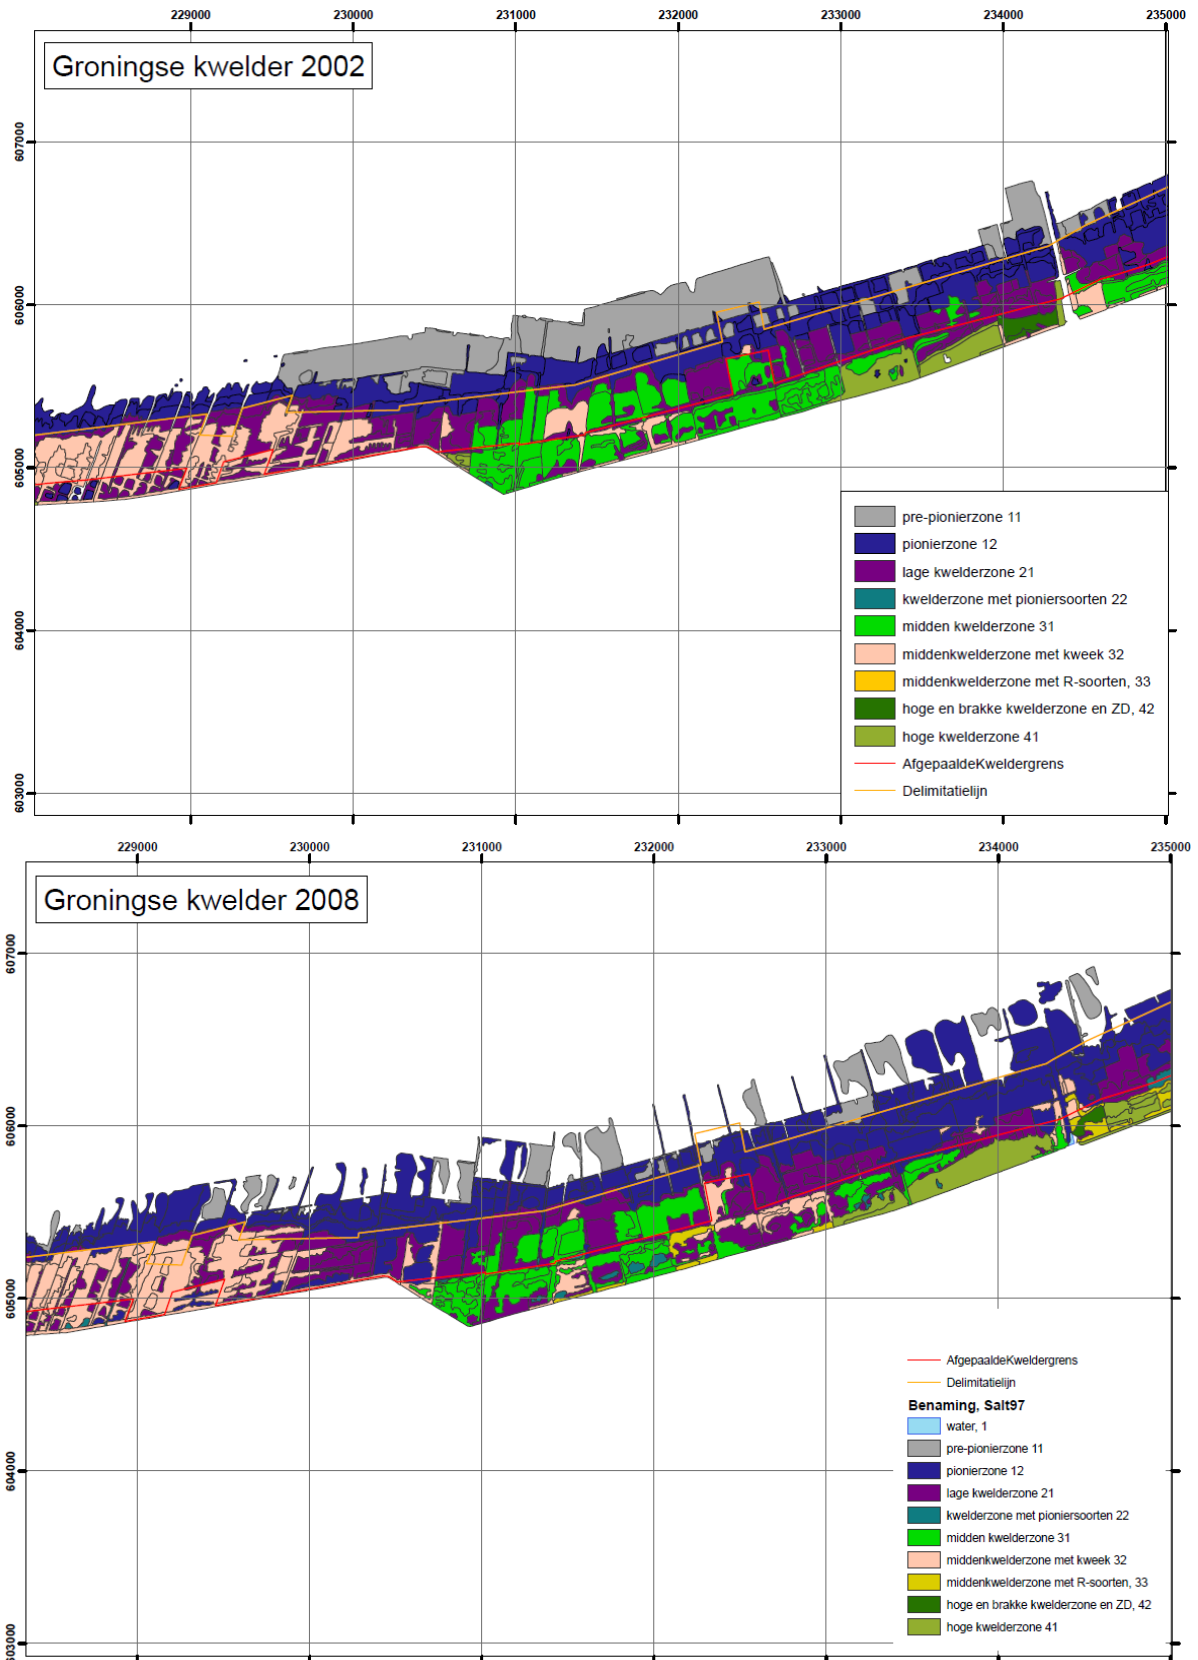 229000 230000 231000 232000 233000 234000 235000
Groningse kwelder 2002
607000
606000
605000
604000
603000
pre-pionierzone 11
pionierzone 12
lage kwelderzone 21
kwelderzone met pioniersoorten 22
midden kwelderzone 31
middenkwelderzone met kweek 32
middenkwelderzone met R-soorten, 33
hoge en brakke kwelderzone en ZD, 42
hoge kwelderzone 41
AfgepaaldeKweldergrens
Delimitatielijn
229000 230000 231000 232000 233000 234000 235000
Groningse kwelder 2008
607000
606000
605000
604000
603000
AfgepaaldeKweldergrens
Delimitatielijn
Benaming, Salt97
water, 1
pre-pionierzone 11
pionierzone 12
lage kwelderzone 21
kwelderzone met pioniersoorten 22
midden kwelderzone 31
middenkwelderzone met kweek 32
middenkwelderzone met R-soorten, 33
hoge en brakke kwelderzone en ZD, 42
hoge kwelderzone 41